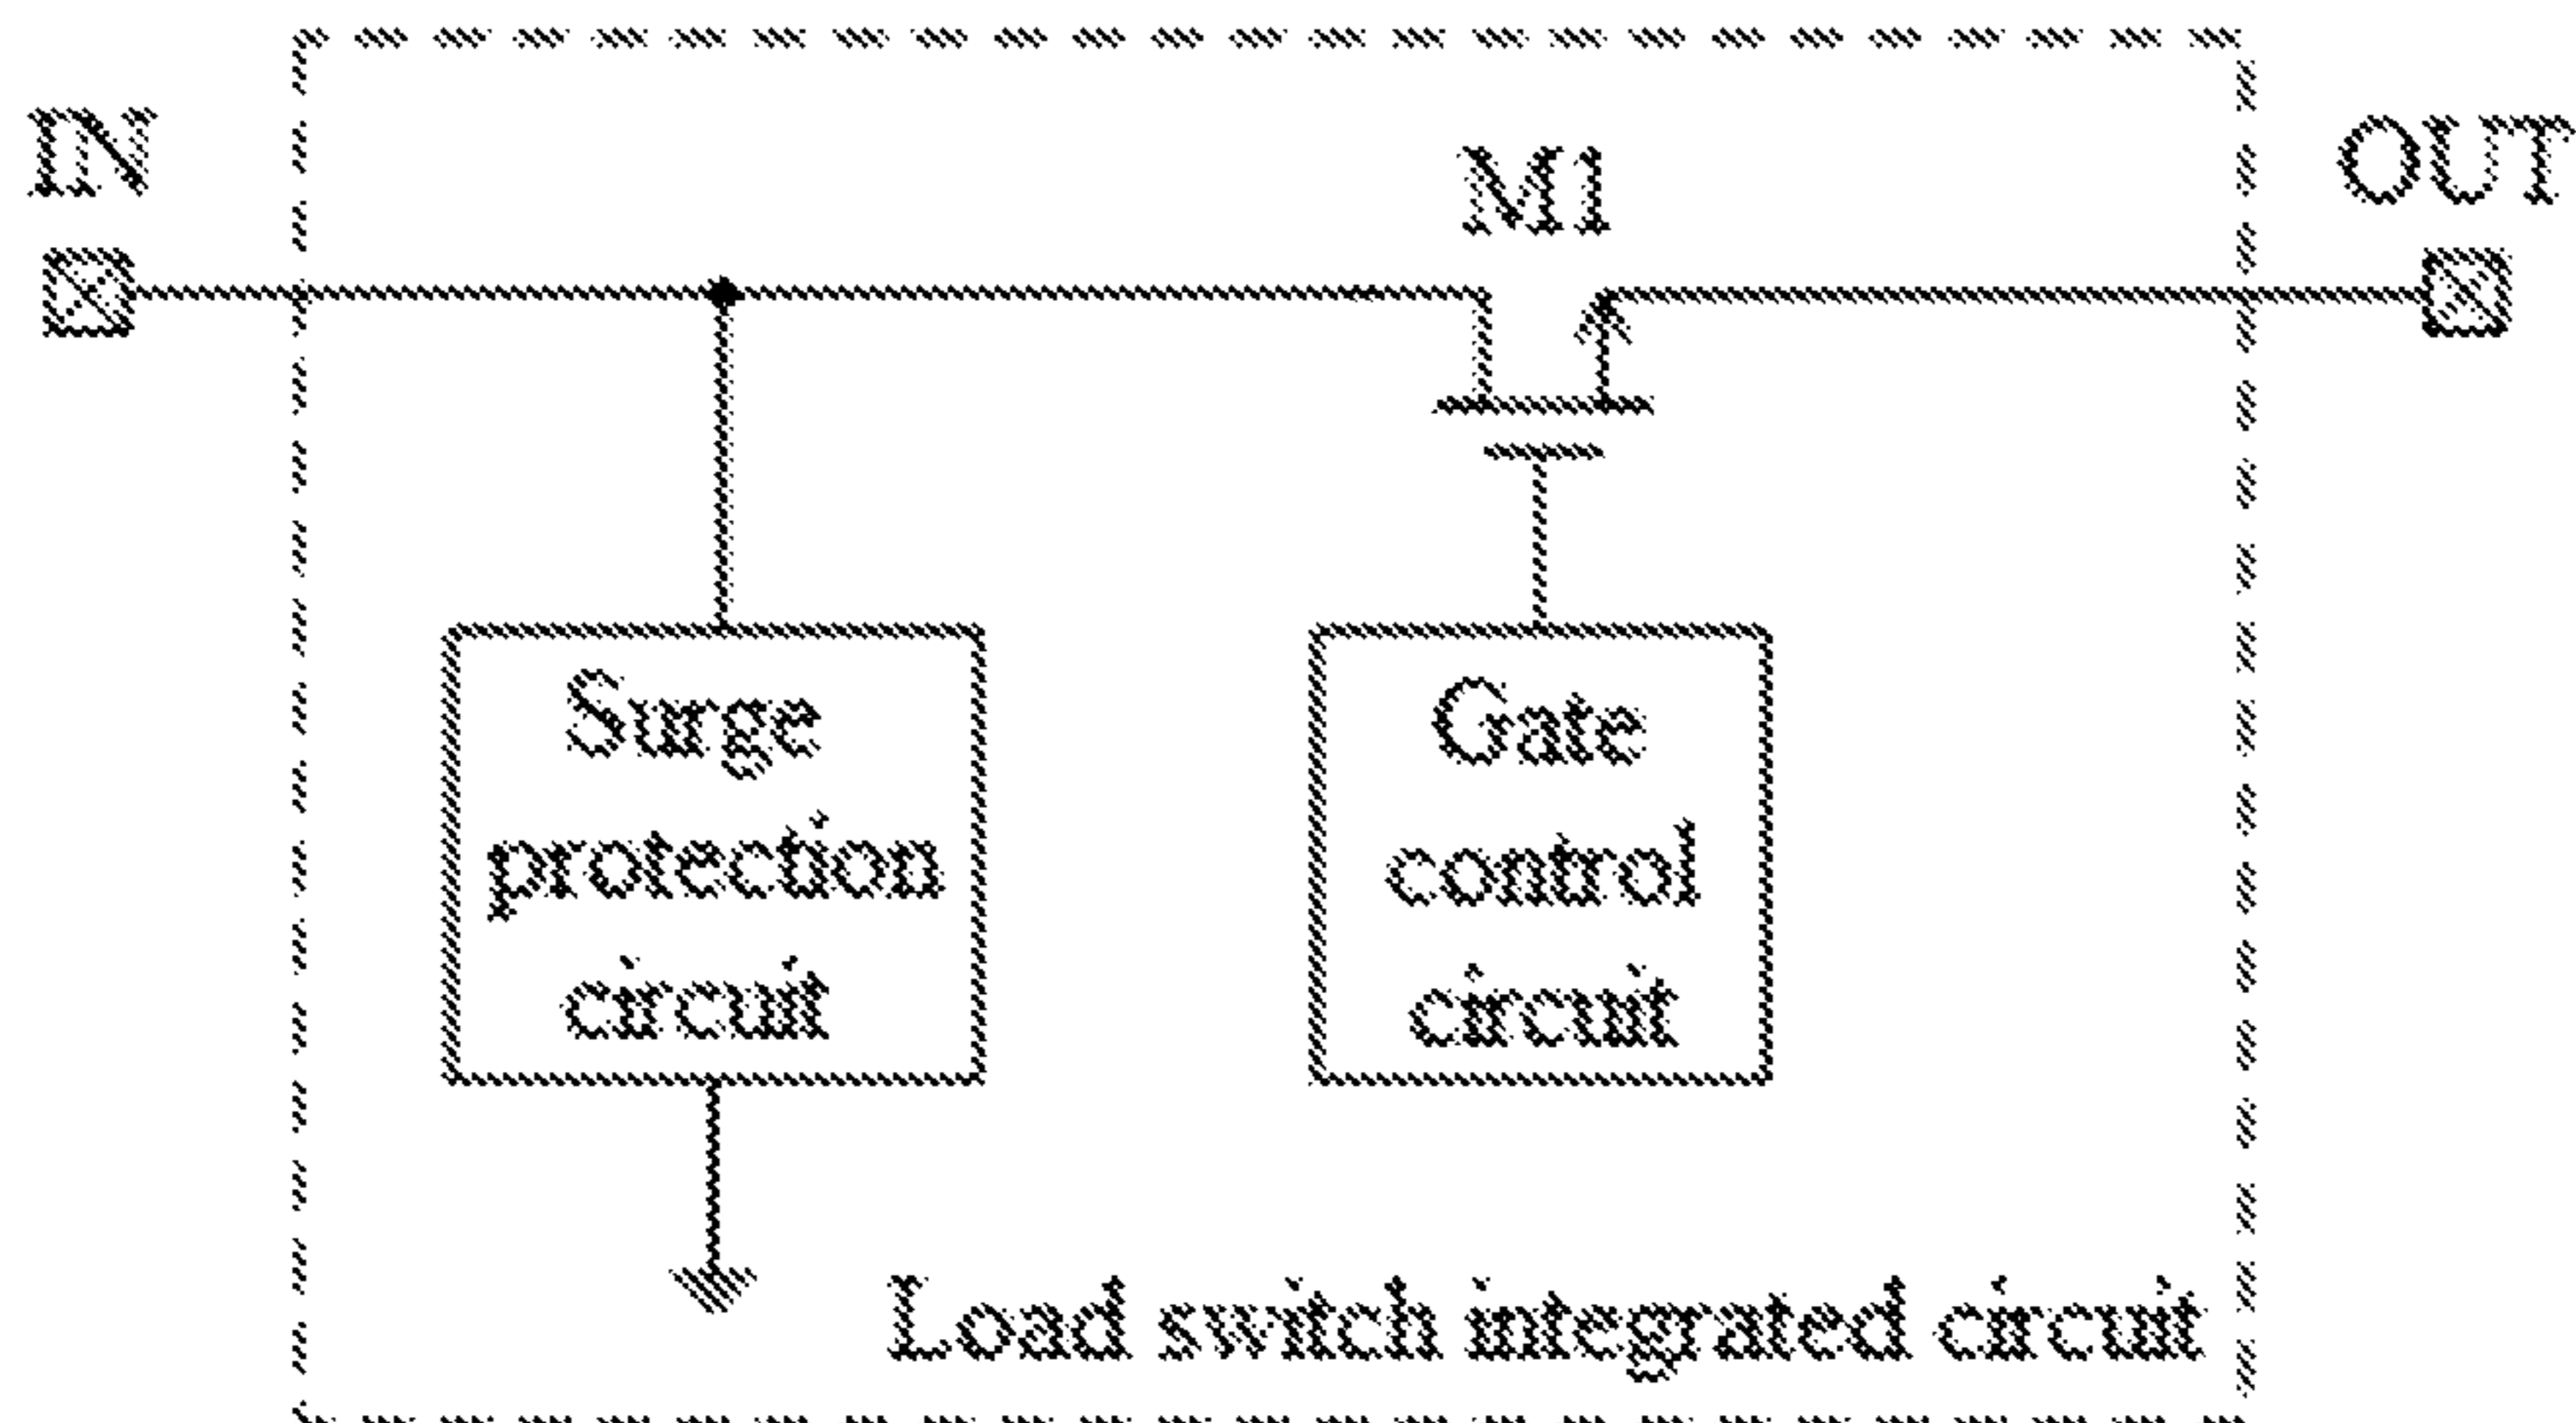 IN
M1
OUT
Surge
protection
circuit
Gate
control
circuit
Load switch integrated circuit